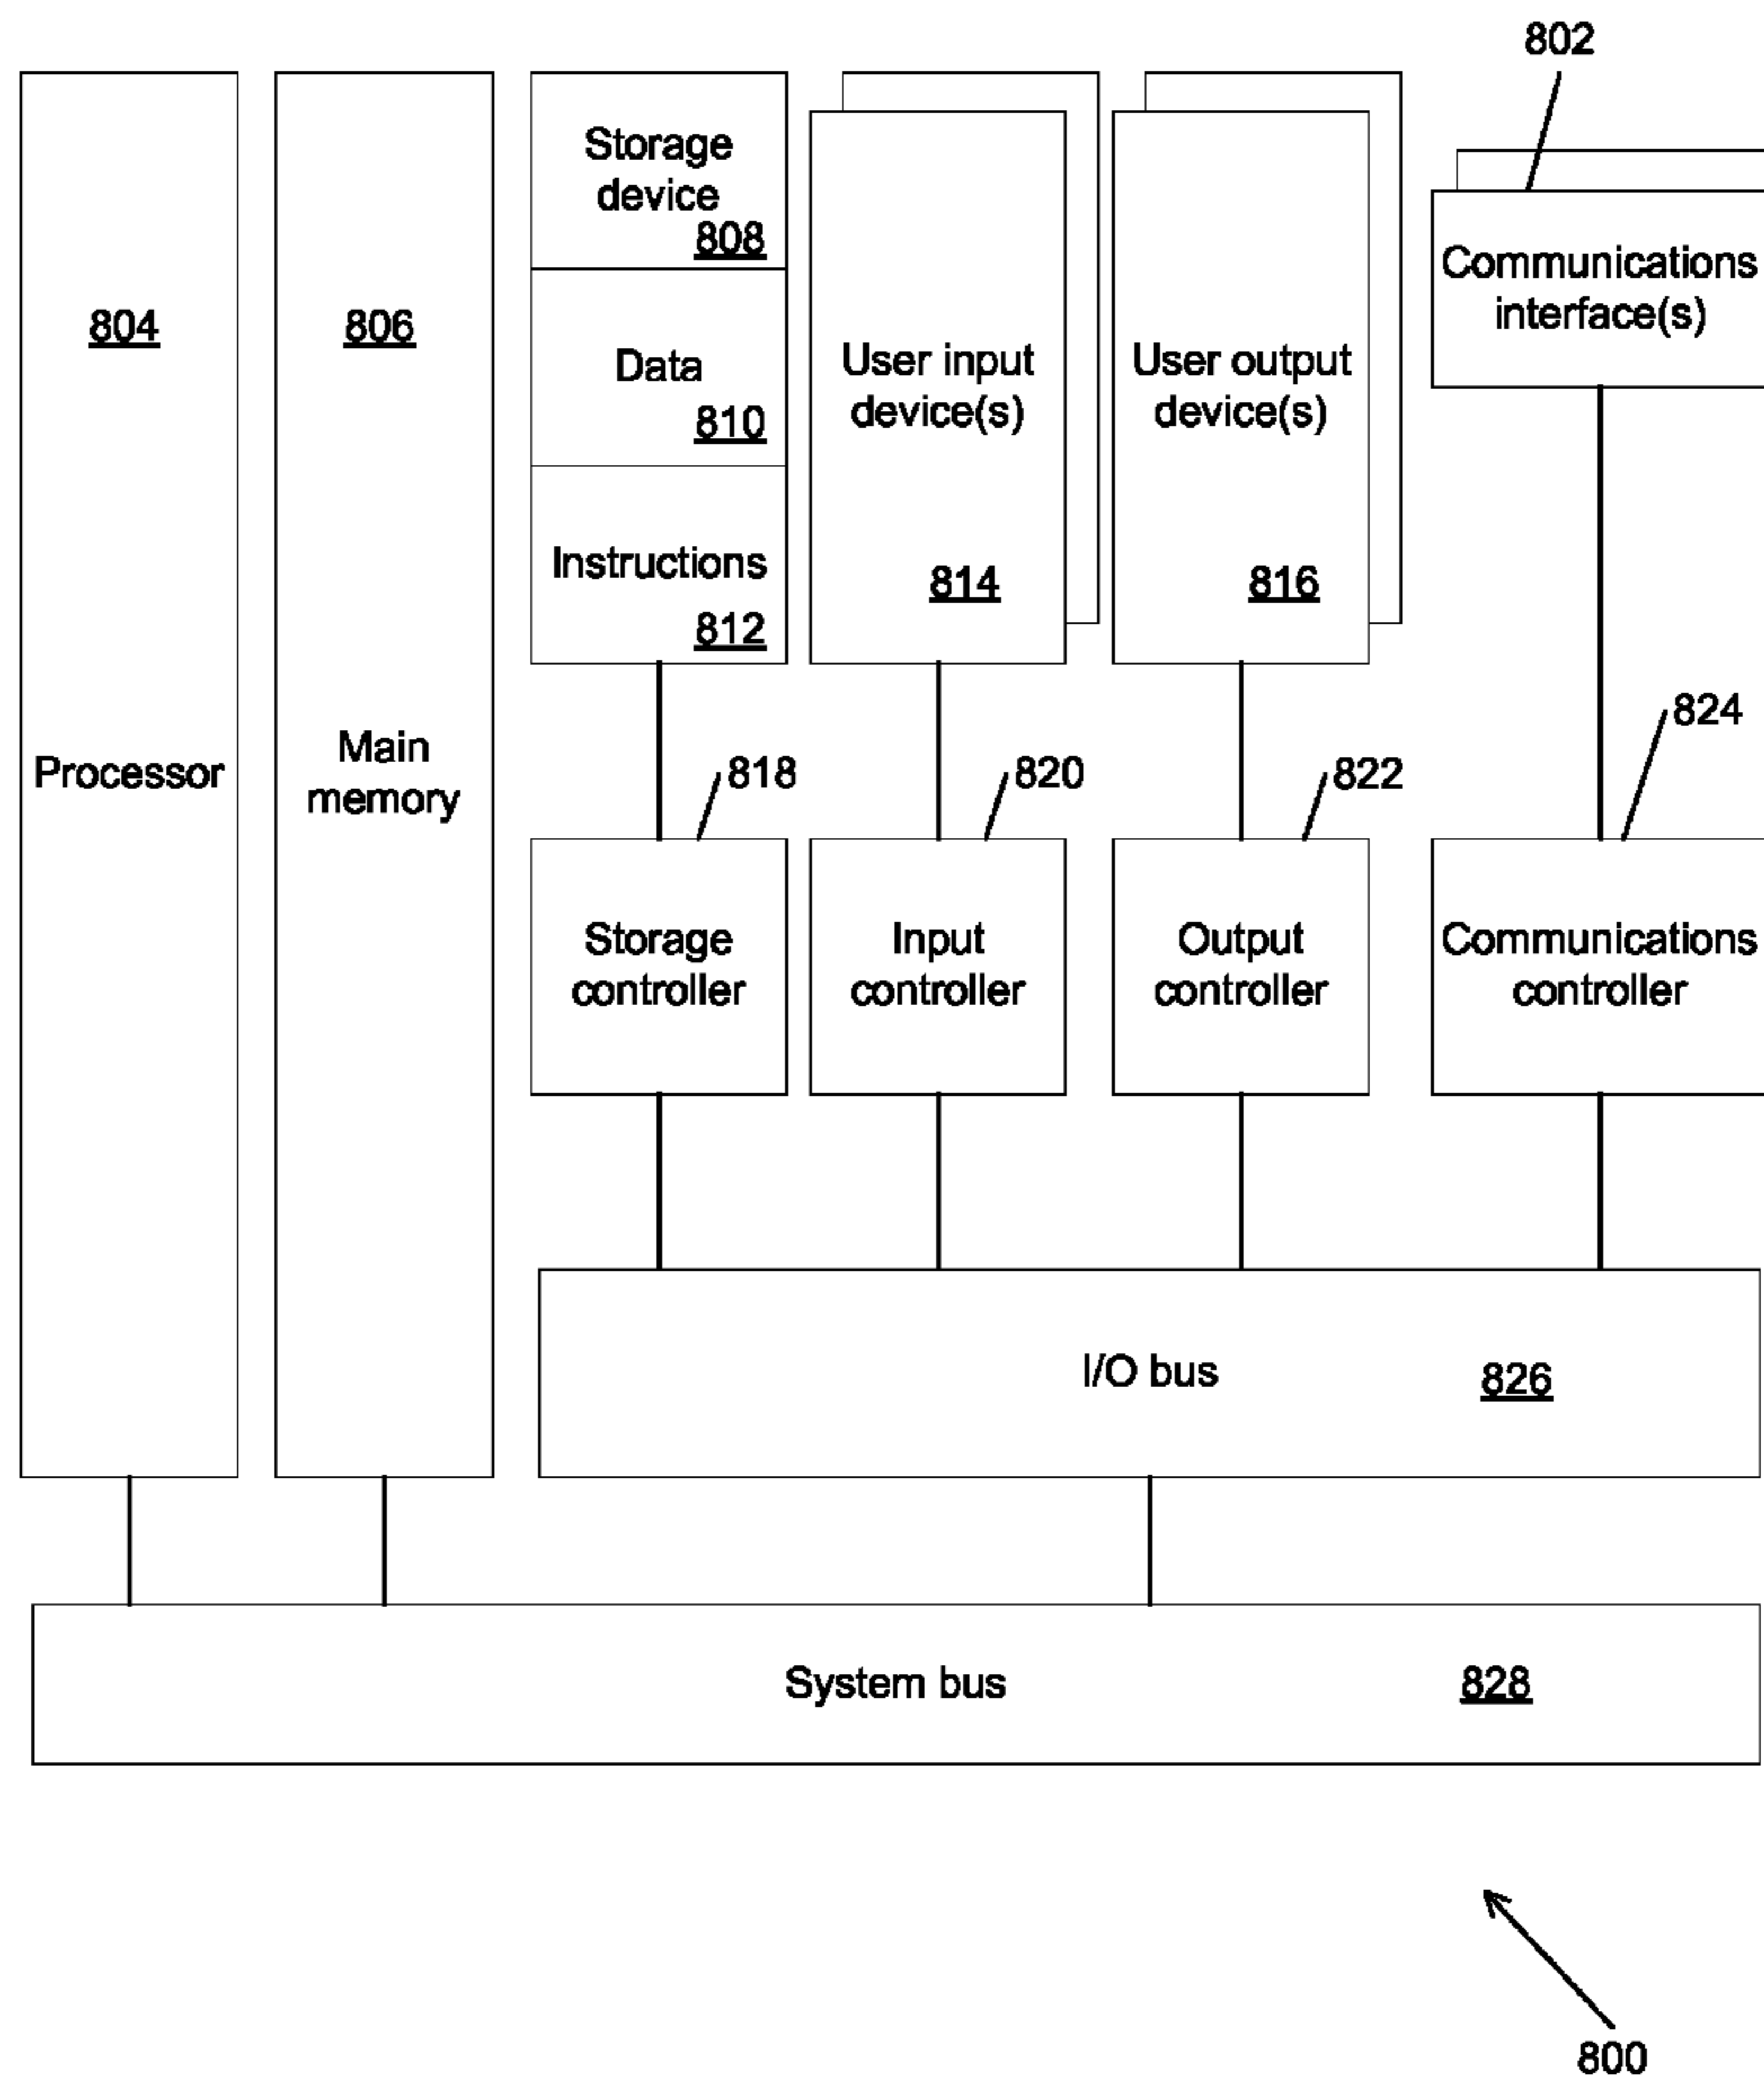 802
Storage
device
808
Communications
interface(s)
804
806
Data
810
User input
device(s)
User output
device(s)
Instructions
812
814
816
824
Processor
Main
memory
818
820
822
Storage
controller
Input
controller
Output
controller
Communications
controller
I/O bus
826
System bus
828
800